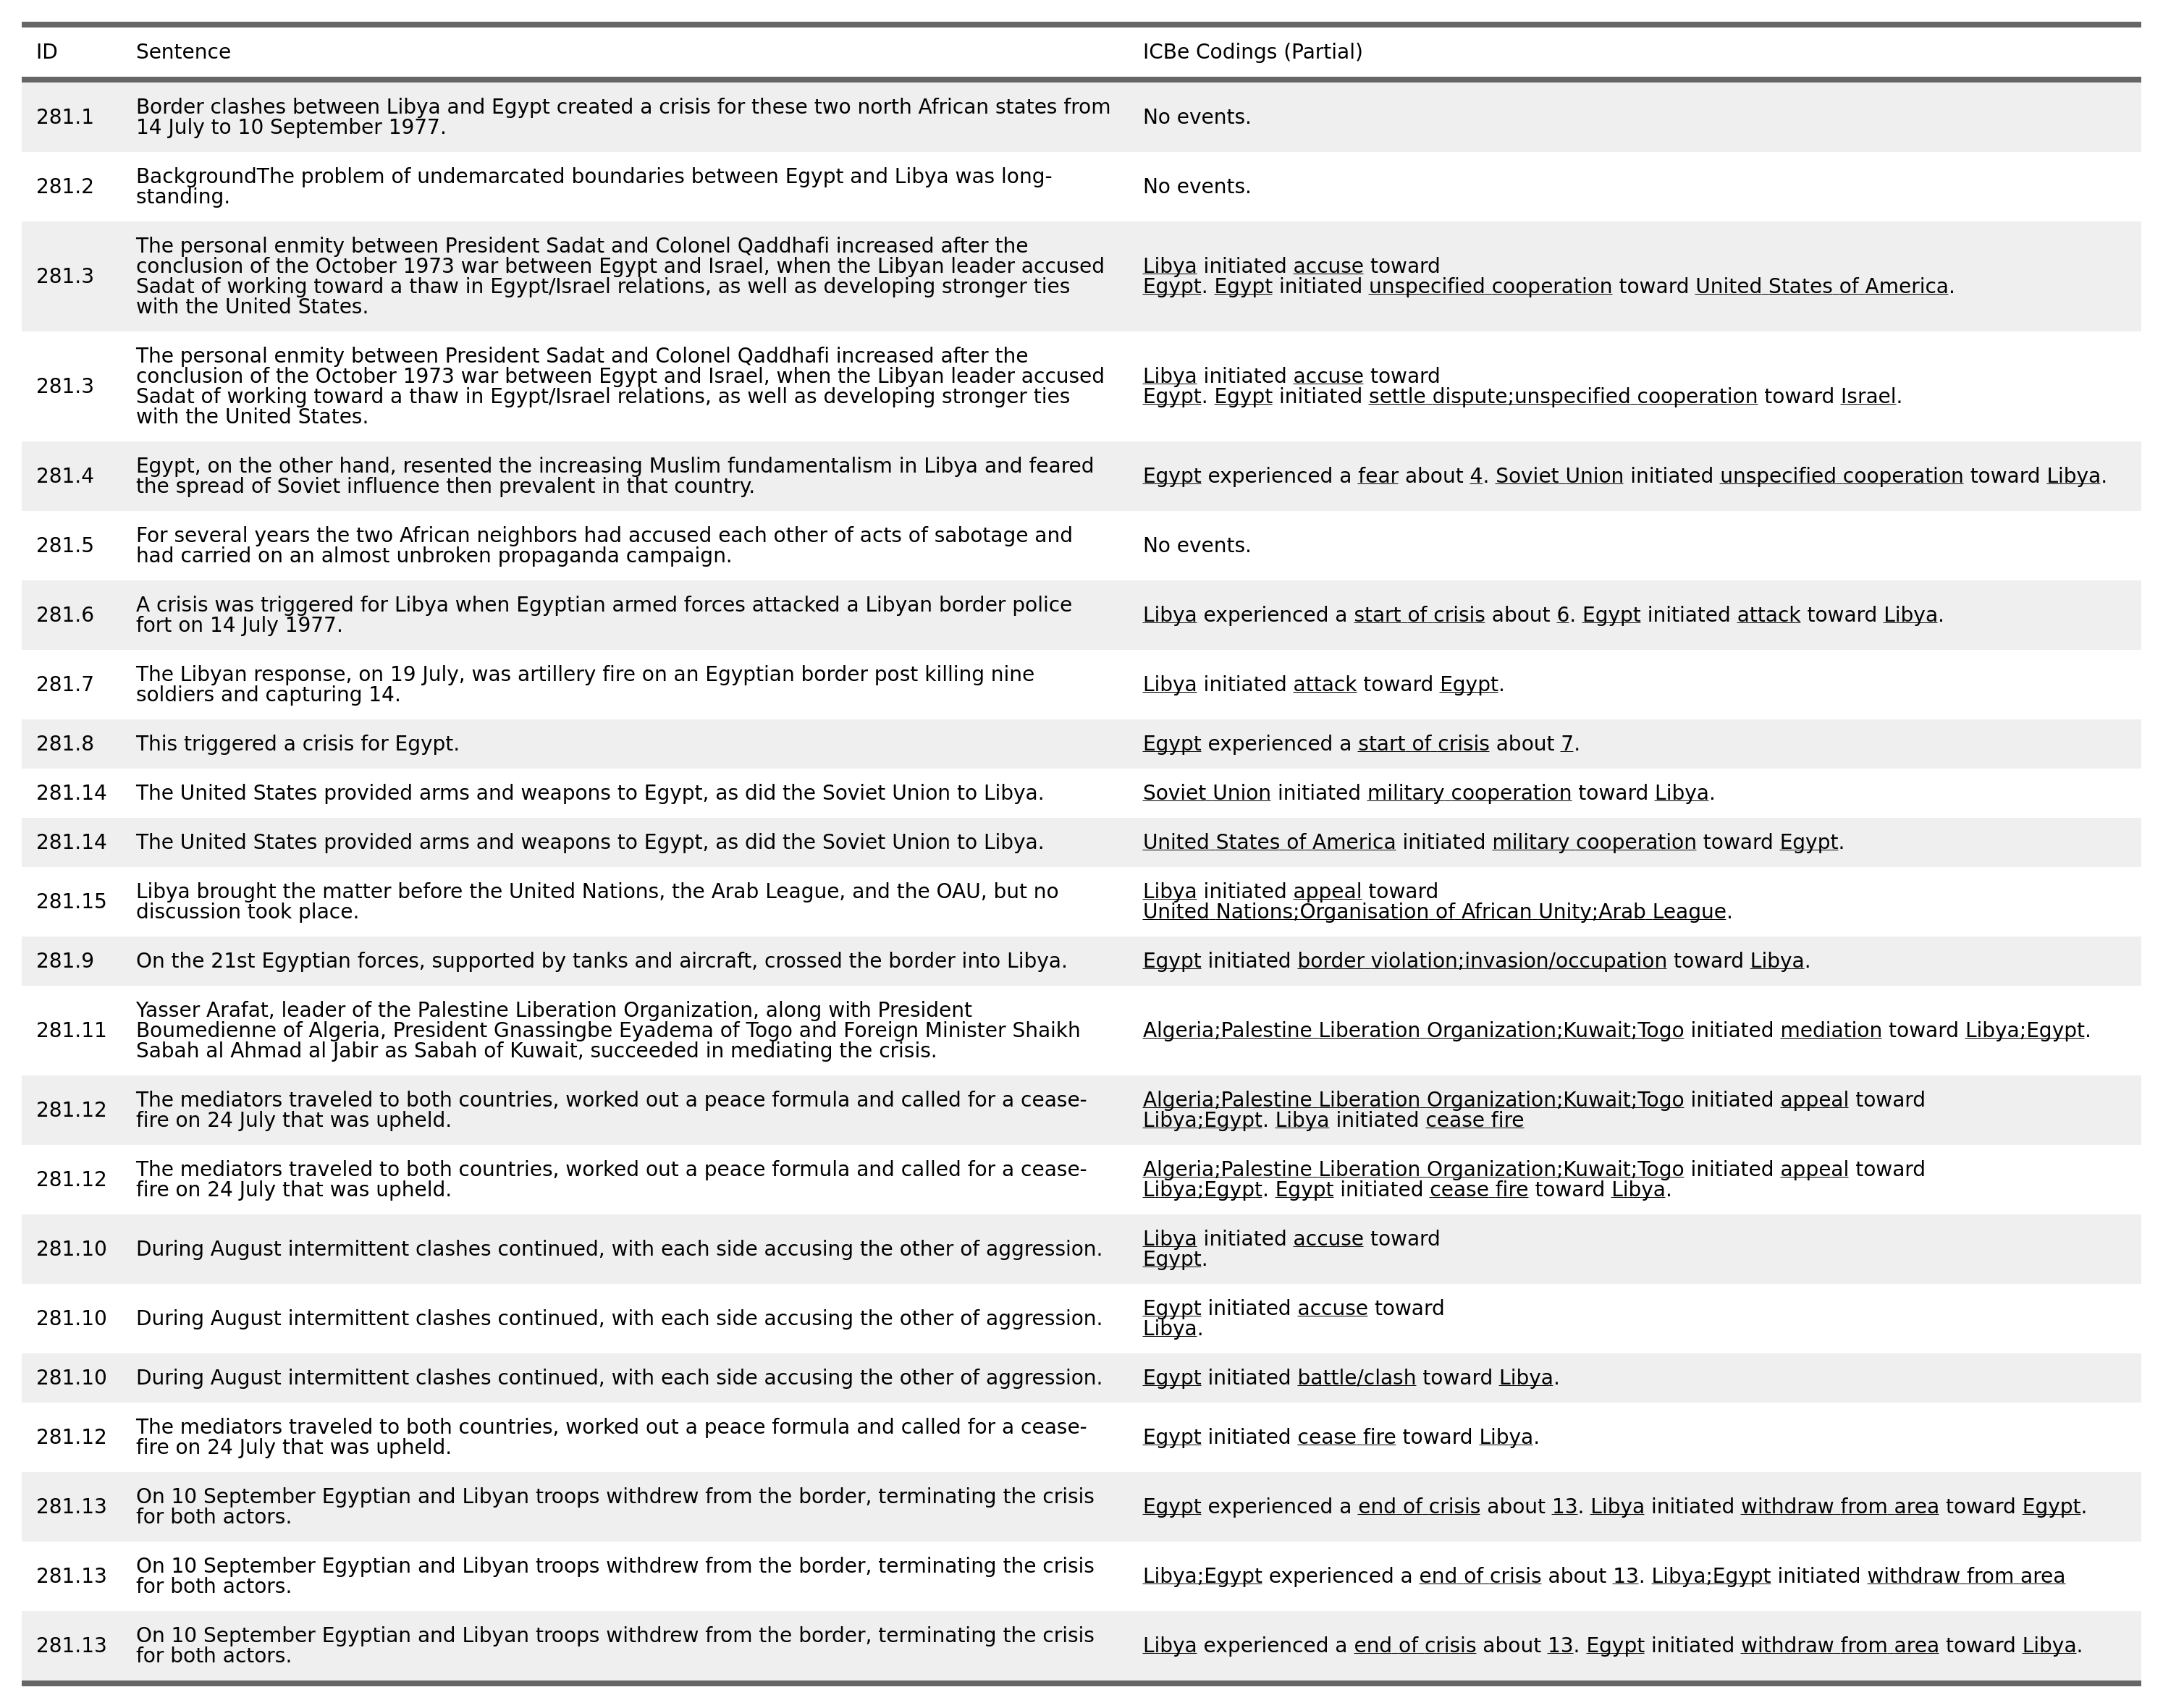 ID Sentence ICBe Codings (Partial)
281.1 Border clashes between Libya and Egypt created a crisis for these two north African states from
14 July to 10 September 1977. No events.
281.2 BackgroundThe problem of undemarcated boundaries between Egypt and Libya was long-
standing. No events.
281.3 The personal enmity between President Sadat and Colonel Qaddhafi increased after the
conclusion of the October 1973 war between Egypt and Israel, when the Libyan leader accused
Sadat of working toward a thaw in Egypt/Israel relations, as well as developing stronger ties
with the United States.
Libya initiated accuse toward
Egypt. Egypt initiated unspecified cooperation toward United States of America.
281.3 The personal enmity between President Sadat and Colonel Qaddhafi increased after the
conclusion of the October 1973 war between Egypt and Israel, when the Libyan leader accused
Sadat of working toward a thaw in Egypt/Israel relations, as well as developing stronger ties
with the United States.
Libya initiated accuse toward
Egypt. Egypt initiated settle dispute;unspecified cooperation toward Israel.
281.4 Egypt, on the other hand, resented the increasing Muslim fundamentalism in Libya and feared
the spread of Soviet influence then prevalent in that country.
Egypt experienced a fear about 4. Soviet Union initiated unspecified cooperation toward Libya.
281.5 For several years the two African neighbors had accused each other of acts of sabotage and
had carried on an almost unbroken propaganda campaign.
No events.
281.6 A crisis was triggered for Libya when Egyptian armed forces attacked a Libyan border police
fort on 14 July 1977.
Libya experienced a start of crisis about 6. Egypt initiated attack toward Libya.
281.7 The Libyan response, on 19 July, was artillery fire on an Egyptian border post killing nine
soldiers and capturing 14.
Libya initiated attack toward Egypt.
281.8 This triggered a crisis for Egypt. Egypt experienced a start of crisis about 7.
281.14 The United States provided arms and weapons to Egypt, as did the Soviet Union to Libya. Soviet Union initiated military cooperation toward Libya.
281.14 The United States provided arms and weapons to Egypt, as did the Soviet Union to Libya. United States of America initiated military cooperation toward Egypt.
281.15 Libya brought the matter before the United Nations, the Arab League, and the OAU, but no
discussion took place.
Libya initiated appeal toward
United Nations;Organisation of African Unity;Arab League.
281.9 On the 21st Egyptian forces, supported by tanks and aircraft, crossed the border into Libya. Egypt initiated border violation;invasion/occupation toward Libya.
281.11 Yasser Arafat, leader of the Palestine Liberation Organization, along with President
Boumedienne of Algeria, President Gnassingbe Eyadema of Togo and Foreign Minister Shaikh
Sabah al Ahmad al Jabir as Sabah of Kuwait, succeeded in mediating the crisis.
Algeria;Palestine Liberation Organization;Kuwait;Togo initiated mediation toward Libya;Egypt.
281.12 The mediators traveled to both countries, worked out a peace formula and called for a cease-
fire on 24 July that was upheld.
Algeria;Palestine Liberation Organization;Kuwait;Togo initiated appeal toward
Libya;Egypt. Libya initiated cease fire
281.12 The mediators traveled to both countries, worked out a peace formula and called for a cease-
fire on 24 July that was upheld.
Algeria;Palestine Liberation Organization;Kuwait;Togo initiated appeal toward
Libya;Egypt. Egypt initiated cease fire toward Libya.
281.10 During August intermittent clashes continued, with each side accusing the other of aggression.
Libya initiated accuse toward
Egypt.
281.10 During August intermittent clashes continued, with each side accusing the other of aggression.
Egypt initiated accuse toward
Libya.
281.10 During August intermittent clashes continued, with each side accusing the other of aggression. Egypt initiated battle/clash toward Libya.
281.12 The mediators traveled to both countries, worked out a peace formula and called for a cease-
fire on 24 July that was upheld.
Egypt initiated cease fire toward Libya.
281.13 On 10 September Egyptian and Libyan troops withdrew from the border, terminating the crisis
for both actors.
Egypt experienced a end of crisis about 13. Libya initiated withdraw from area toward Egypt.
281.13 On 10 September Egyptian and Libyan troops withdrew from the border, terminating the crisis
for both actors.
Libya;Egypt experienced a end of crisis about 13. Libya;Egypt initiated withdraw from area
281.13 On 10 September Egyptian and Libyan troops withdrew from the border, terminating the crisis
for both actors.
Libya experienced a end of crisis about 13. Egypt initiated withdraw from area toward Libya.